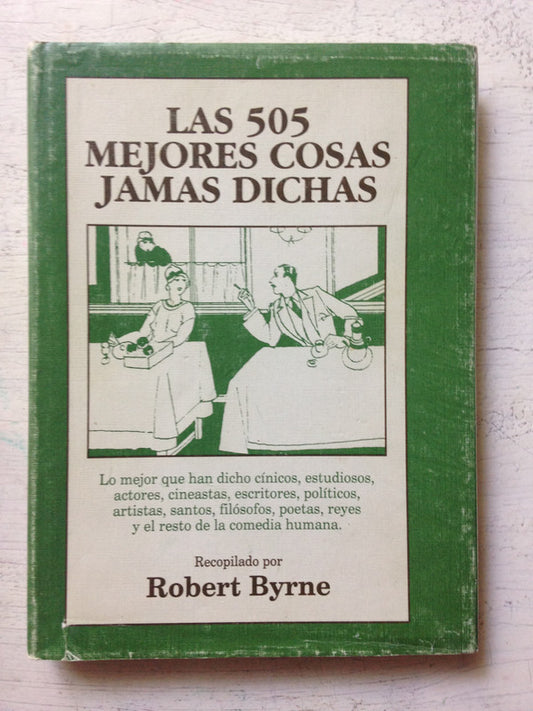 LAS 505
MEJORES COSAS
JAMAS DICHAS
Lo mejor que han dicho cínicos, estudiosos,
actores, cineastas, escritores, políticos,
artistas, santos, filósofos, poetas, reyes
y el resto de la comedia humana.
Recopilado por
Robert Byrne